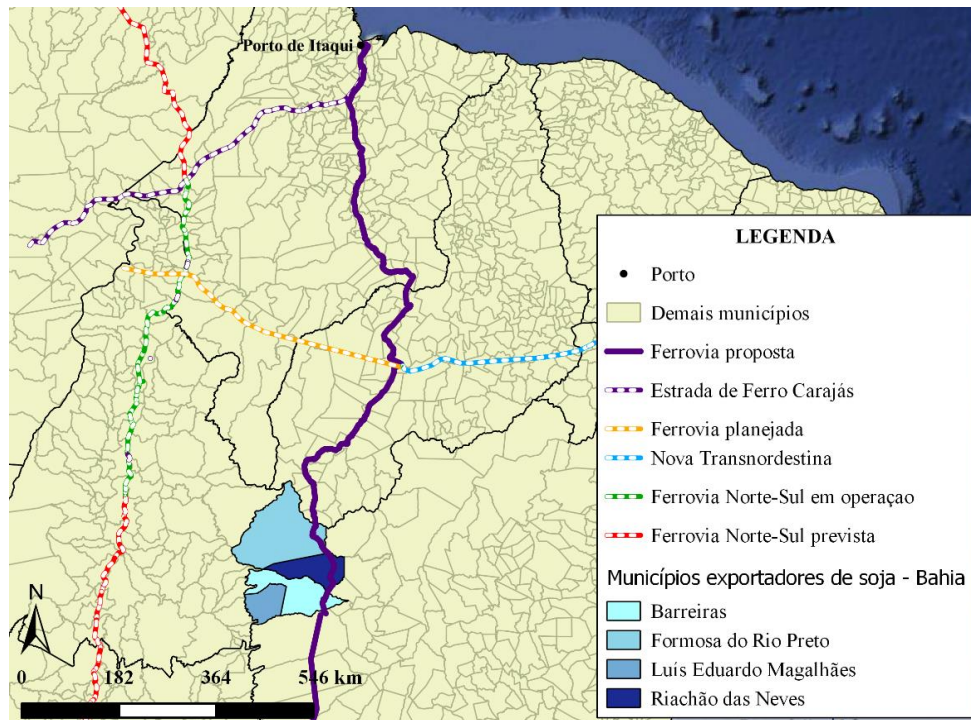 Porto de Itaqui
LEGENDA
Porto
Demais municípios
Ferrovia proposta
Estrada de Ferro Carajás
Ferrovia planejada
Nova Transnordestina
Ferrovia Norte-Sul em operaçao
Ferrovia Norte-Sul prevista
Municípios exportadores de soja - Bahia
Barreiras
Formosa do Rio Preto
Luís Eduardo Magalhães
Riachão das Neves
N
0 182 364 546 km